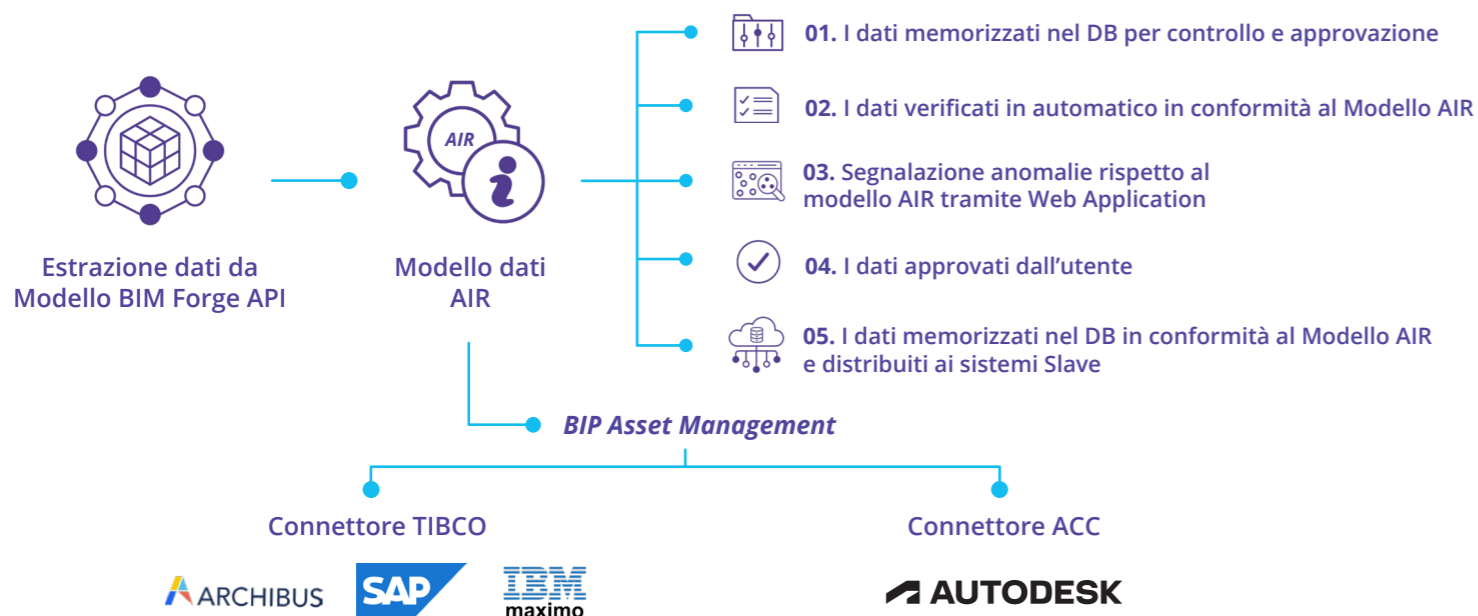 01. I dati memorizzati nel DB per controllo e approvazione
02. I dati verificati in automatico in conformità al Modello AIR
AIR
03. Segnalazione anomalie rispetto al
modello AIR tramite Web Application
Estrazione dati da
Modello BIM Forge API
Modello dati
AIR
04. I dati approvati dall'utente
05. I dati memorizzati nel DB in conformità al Modello AIR
e distribuiti ai sistemi Slave
BIP Asset Management
Connettore TIBCO
Connettore ACC
ARCHIBUS
SAP
IBM
maximo
AUTODESK